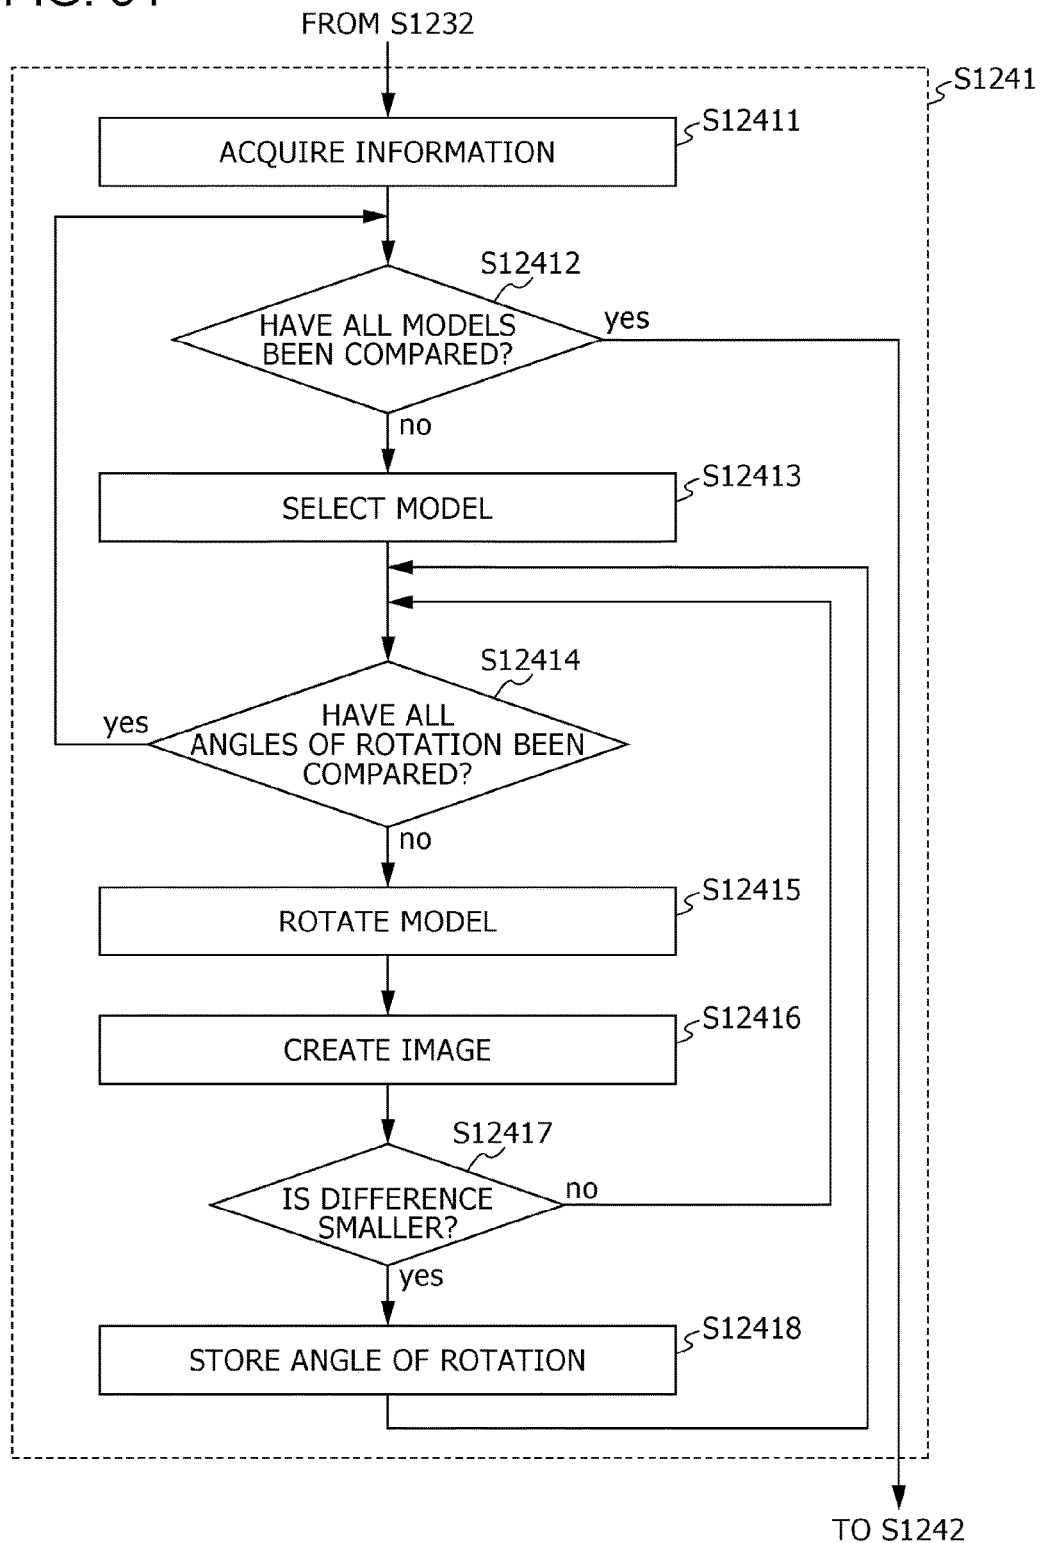 FROM S1232
S1241
S12411
ACQUIRE INFORMATION
S12412
HAVE ALL MODELS
BEEN COMPARED?
yes
no
S12413
SELECT MODEL
S12414
HAVE ALL
ANGLES OF ROTATION BEEN
COMPARED?
yes
no
S12415
ROTATE MODEL
S12416
CREATE IMAGE
S12417
IS DIFFERENCE
SMALLER?
no
yes
S12418
STORE ANGLE OF ROTATION
TO S1242